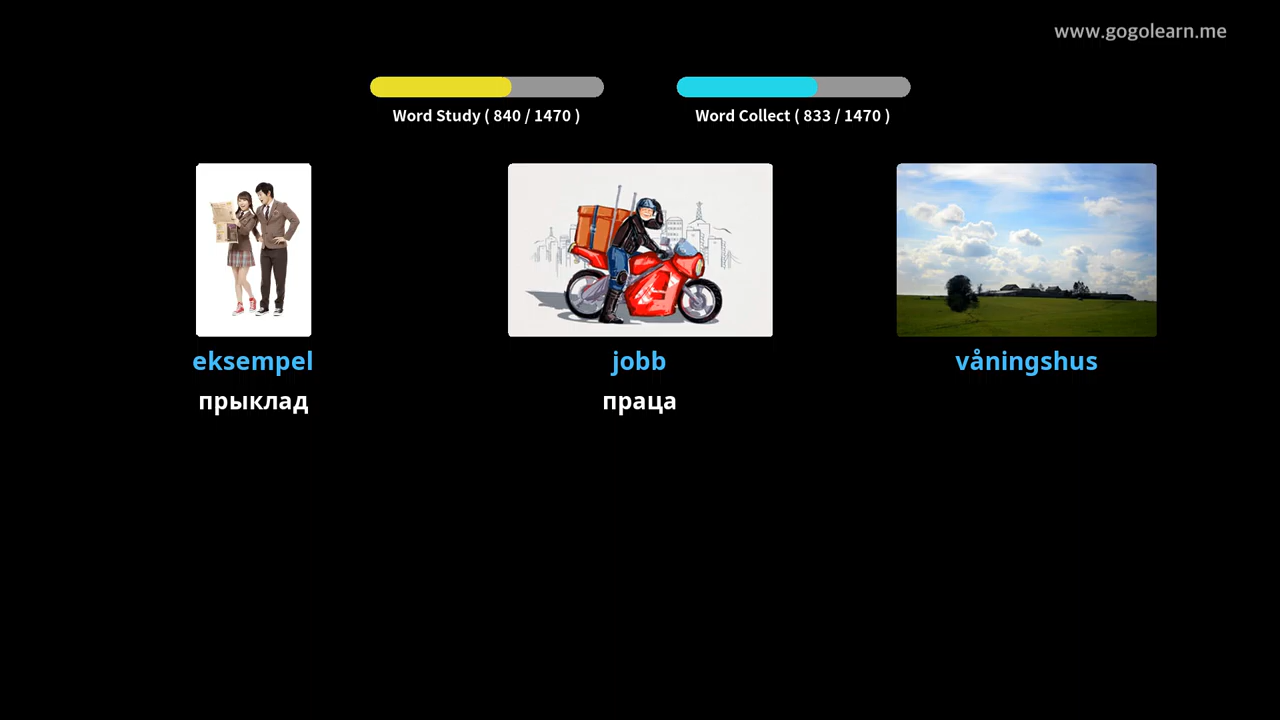 www.gogolearn.me
Word Study ( 840 / 1470 )
Word Collect ( 833 / 1470 )
eksempel
jobb
våningshus
прыклад
праца